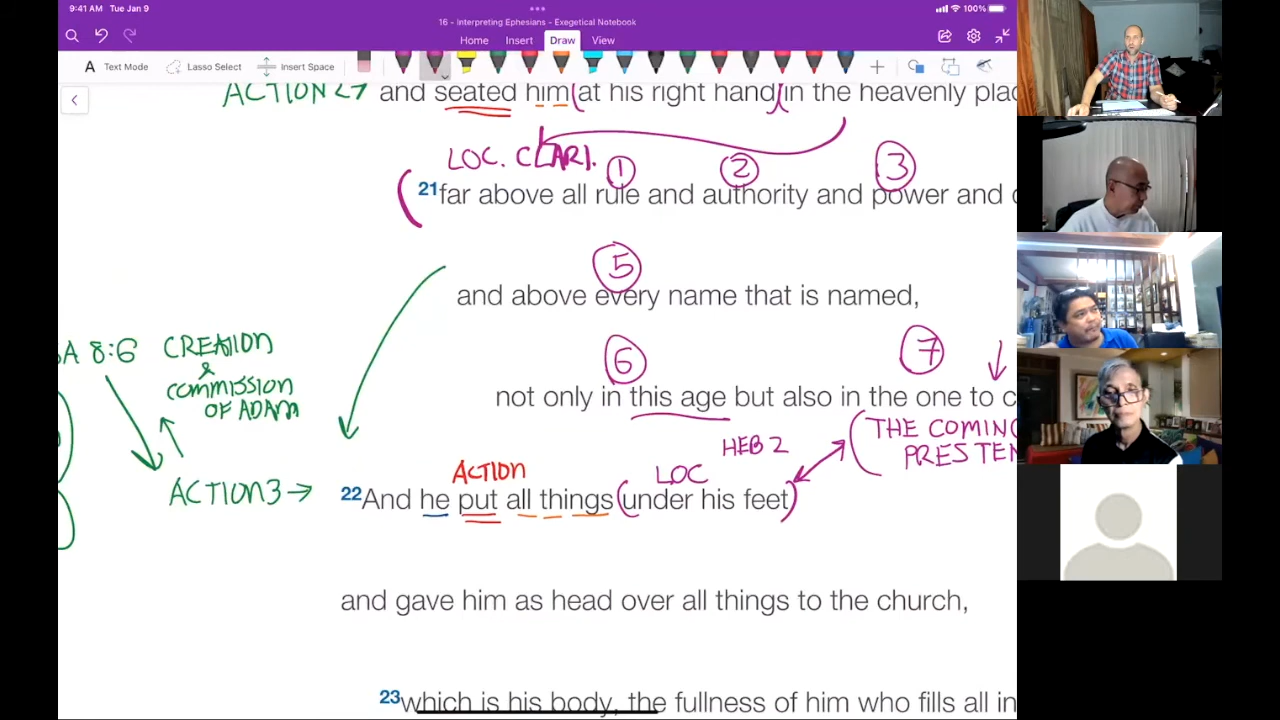 9:41 AM Tue Jan 9
100%
16 - Interpreting Ephesians - Exegetical Notebook
Home Insert Draw View
A Text Mode Lasso Select Insert Space
ACTION 2→ and seated him (at his right hand) (in the heavenly plac
LOC. CLARI. 1 2 3
21 far above all rule and authority and power and
5
and above every name that is named,
8:6 CREATION
&
COMMISSION
OF ADAM
6 7
not only in this age but also in the one to c
HEB 2 (THE COMING
PRESTEN
ACTION LOC
ACTION 3→ 22 And he put all things (under his feet)
and gave him as head over all things to the church,
23 which is his body, the fullness of him who fills all in